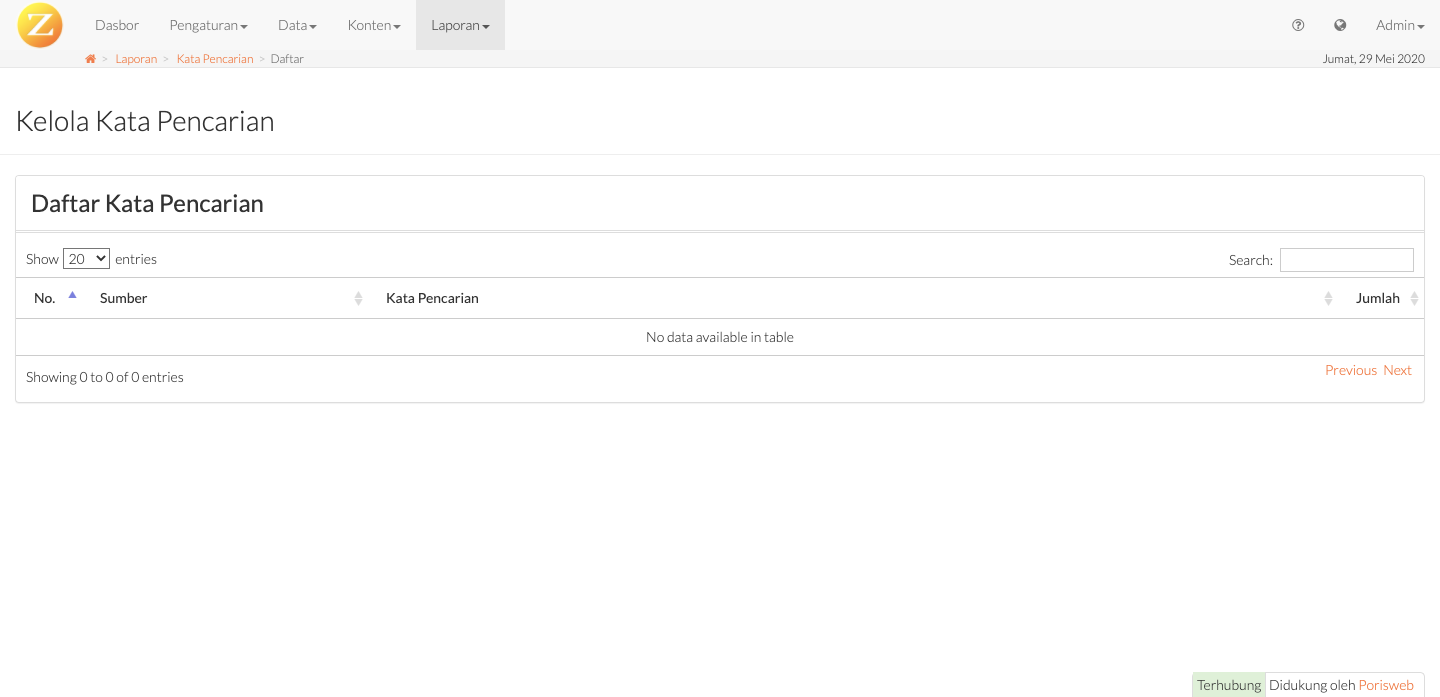 Z Dasbor Pengaturan Data Konten Laporan Admin
> Laporan > Kata Pencarian > Daftar Jumat, 29 Mei 2020
Kelola Kata Pencarian
Daftar Kata Pencarian
Show 20 entries Search:
No. Sumber Kata Pencarian Jumlah
No data available in table
Showing 0 to 0 of 0 entries Previous Next
Terhubung Didukung oleh Porisweb